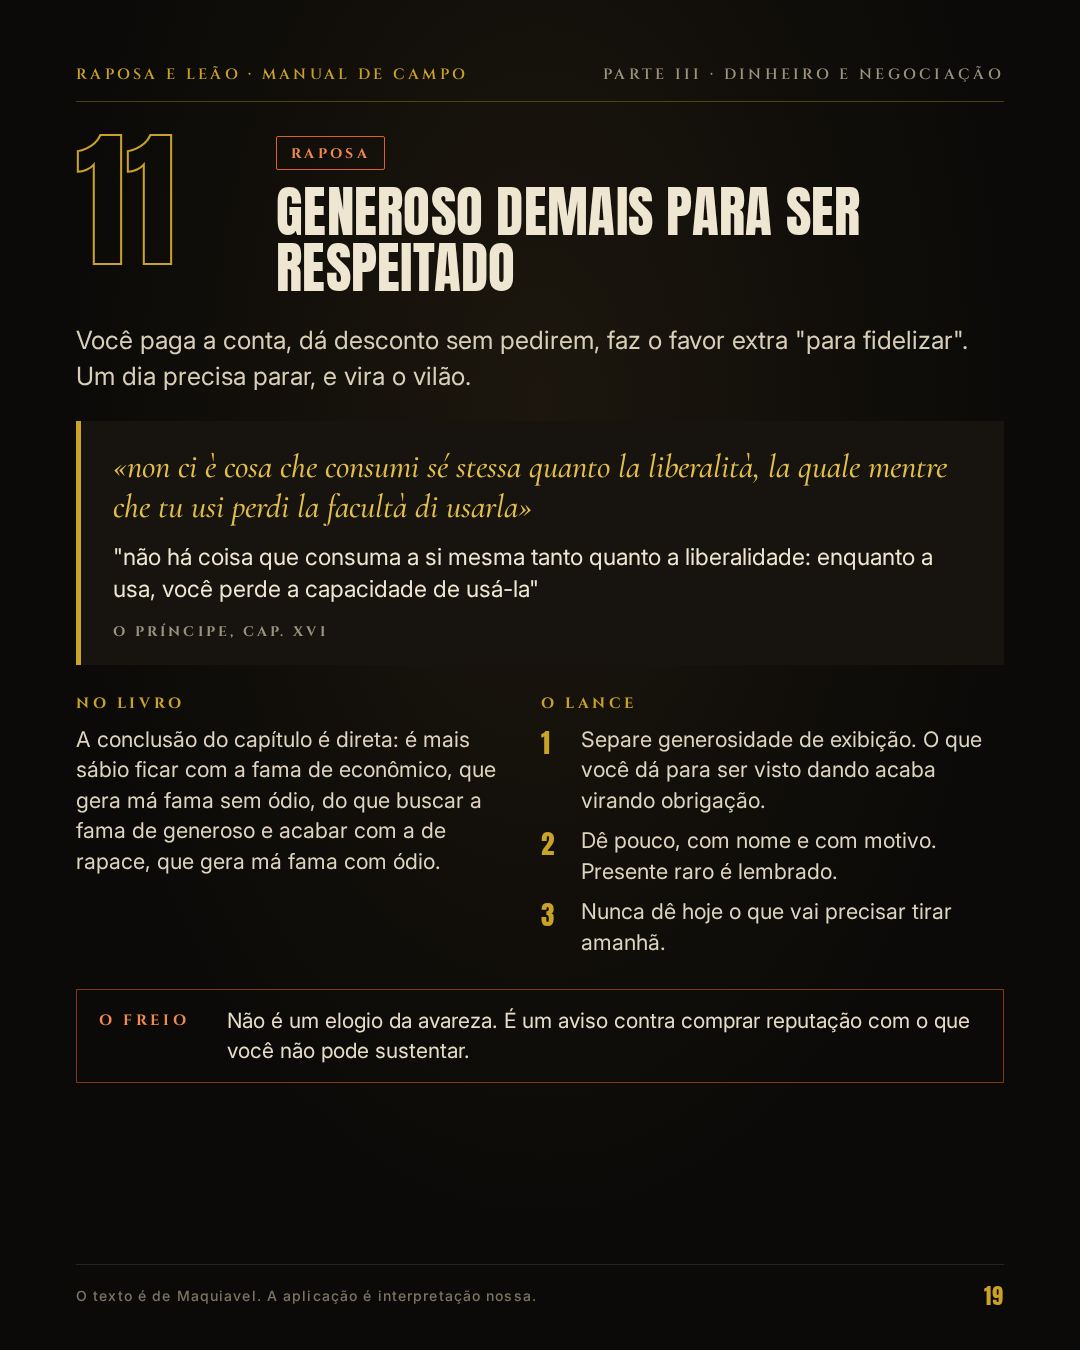 RAPOSA E LEÃO · MANUAL DE CAMPO
PARTE III · DINHEIRO E NEGOCIAÇÃO
11
RAPOSA
GENEROSO DEMAIS PARA SER
RESPEITADO
Você paga a conta, dá desconto sem pedirem, faz o favor extra "para fidelizar".
Um dia precisa parar, e vira o vilão.
«non ci è cosa che consumi sé stessa quanto la liberalità, la quale mentre
che tu usi perdi la facultà di usarla»
"não há coisa que consuma a si mesma tanto quanto a liberalidade: enquanto a
usa, você perde a capacidade de usá-la"
O PRÍNCIPE, CAP. XVI
NO LIVRO
A conclusão do capítulo é direta: é mais
sábio ficar com a fama de econômico, que
gera má fama sem ódio, do que buscar a
fama de generoso e acabar com a de
rapace, que gera má fama com ódio.
O LANCE
1 Separe generosidade de exibição. O que
você dá para ser visto dando acaba
virando obrigação.
2 Dê pouco, com nome e com motivo.
Presente raro é lembrado.
3 Nunca dê hoje o que vai precisar tirar
amanhã.
O FREIO
Não é um elogio da avareza. É um aviso contra comprar reputação com o que
você não pode sustentar.
O texto é de Maquiavel. A aplicação é interpretação nossa.
19